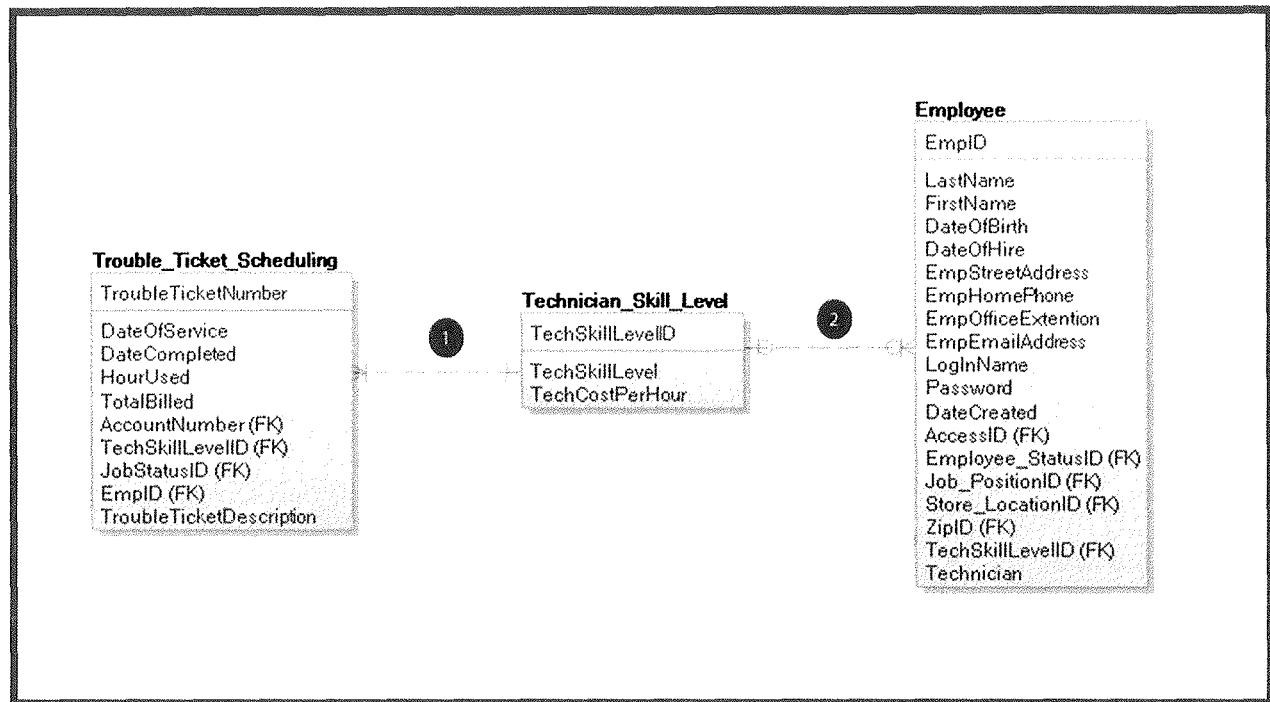 Trouble_Ticket_Scheduling
TroubleTicketNumber
DateOfService
DateCompleted
HourUsed
TotalBilled
AccountNumber (FK)
TechSkillLevelID (FK)
JobStatusID (FK)
EmpID (FK)
TroubleTicketDescription
1
Technician_Skill_Level
TechSkillLevelID
TechSkillLevel
TechCostPerHour
2
Employee
EmpID
LastName
FirstName
DateOfBirth
DateOfHire
EmpStreetAddress
EmpHomePhone
EmpOfficeExtention
EmpEmailAddress
LogInName
Password
DateCreated
AccessID (FK)
Employee_StatusID (FK)
Job_PositionID (FK)
Store_LocationID (FK)
ZipID (FK)
TechSkillLevelID (FK)
Technician